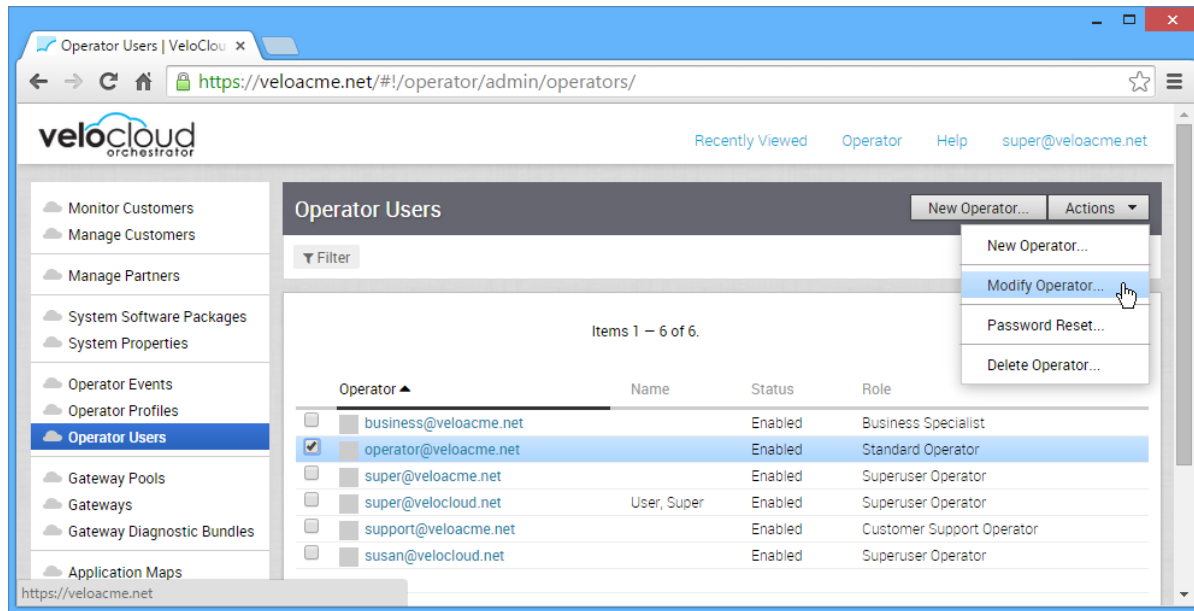 Operator Users | VeloClou
https://veloacme.net/#!/operator/admin/operators/
velocloud
orchestrator
Recently Viewed Operator Help super@veloacme.net
Monitor Customers
Manage Customers
Manage Partners
System Software Packages
System Properties
Operator Events
Operator Profiles
Operator Users
Gateway Pools
Gateways
Gateway Diagnostic Bundles
Application Maps
https://veloacme.net
Operator Users
New Operator... Actions
Filter
New Operator...
Modify Operator...
Password Reset...
Delete Operator...
Items 1 – 6 of 6.
Operator Name Status Role
business@veloacme.net Enabled Business Specialist
operator@veloacme.net Enabled Standard Operator
super@veloacme.net Enabled Superuser Operator
super@velocloud.net User, Super Enabled Superuser Operator
support@veloacme.net Enabled Customer Support Operator
susan@velocloud.net Enabled Superuser Operator